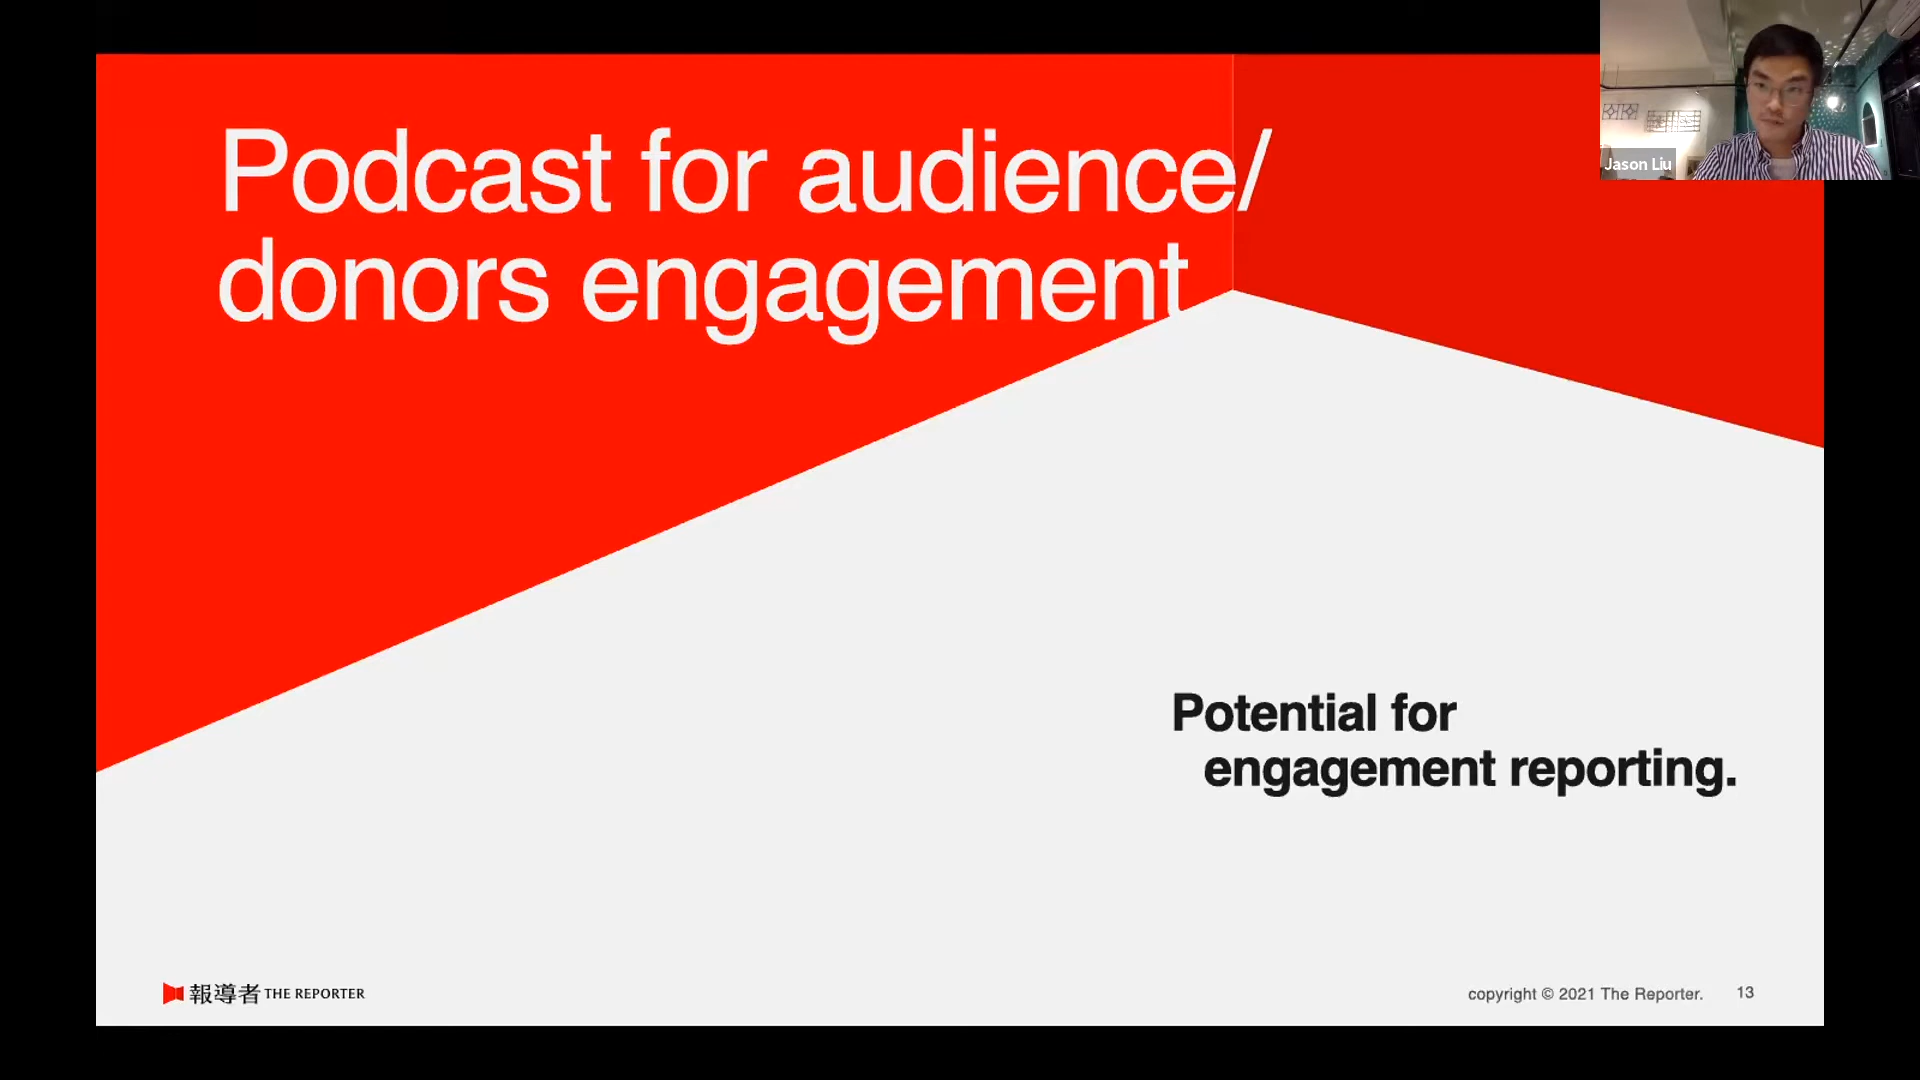 Podcast for audience/
donors engagement
Jason Liu
Potential for
engagement reporting.
報導者 THE REPORTER
copyright © 2021 The Reporter.
13